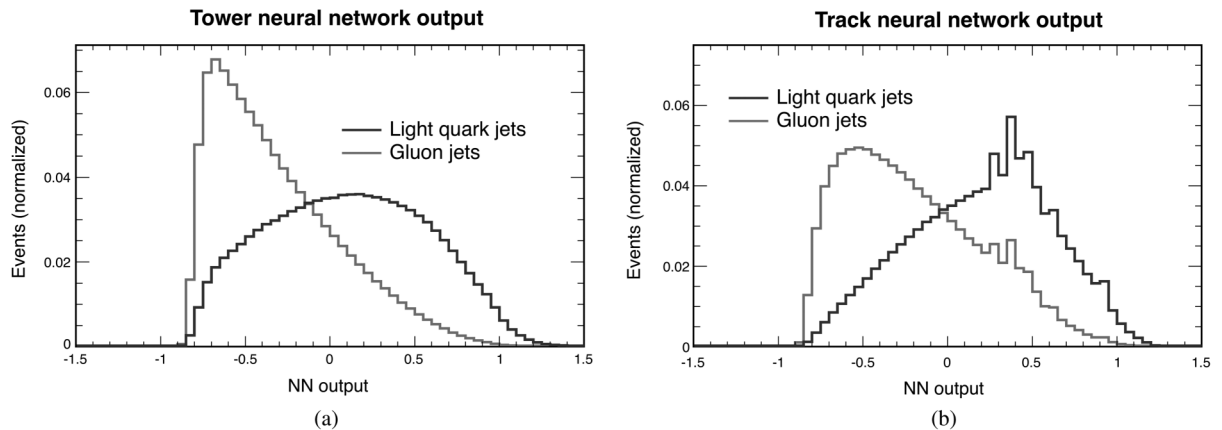 Tower neural network output
Events (normalized)
0.06
0.04
0.02
0
Light quark jets
Gluon jets
-1.5
-1
-0.5
0
0.5
1
1.5
NN output
(a)
Track neural network output
Events (normalized)
0.06
0.04
0.02
0
Light quark jets
Gluon jets
-1.5
-1
-0.5
0
0.5
1
1.5
NN output
(b)